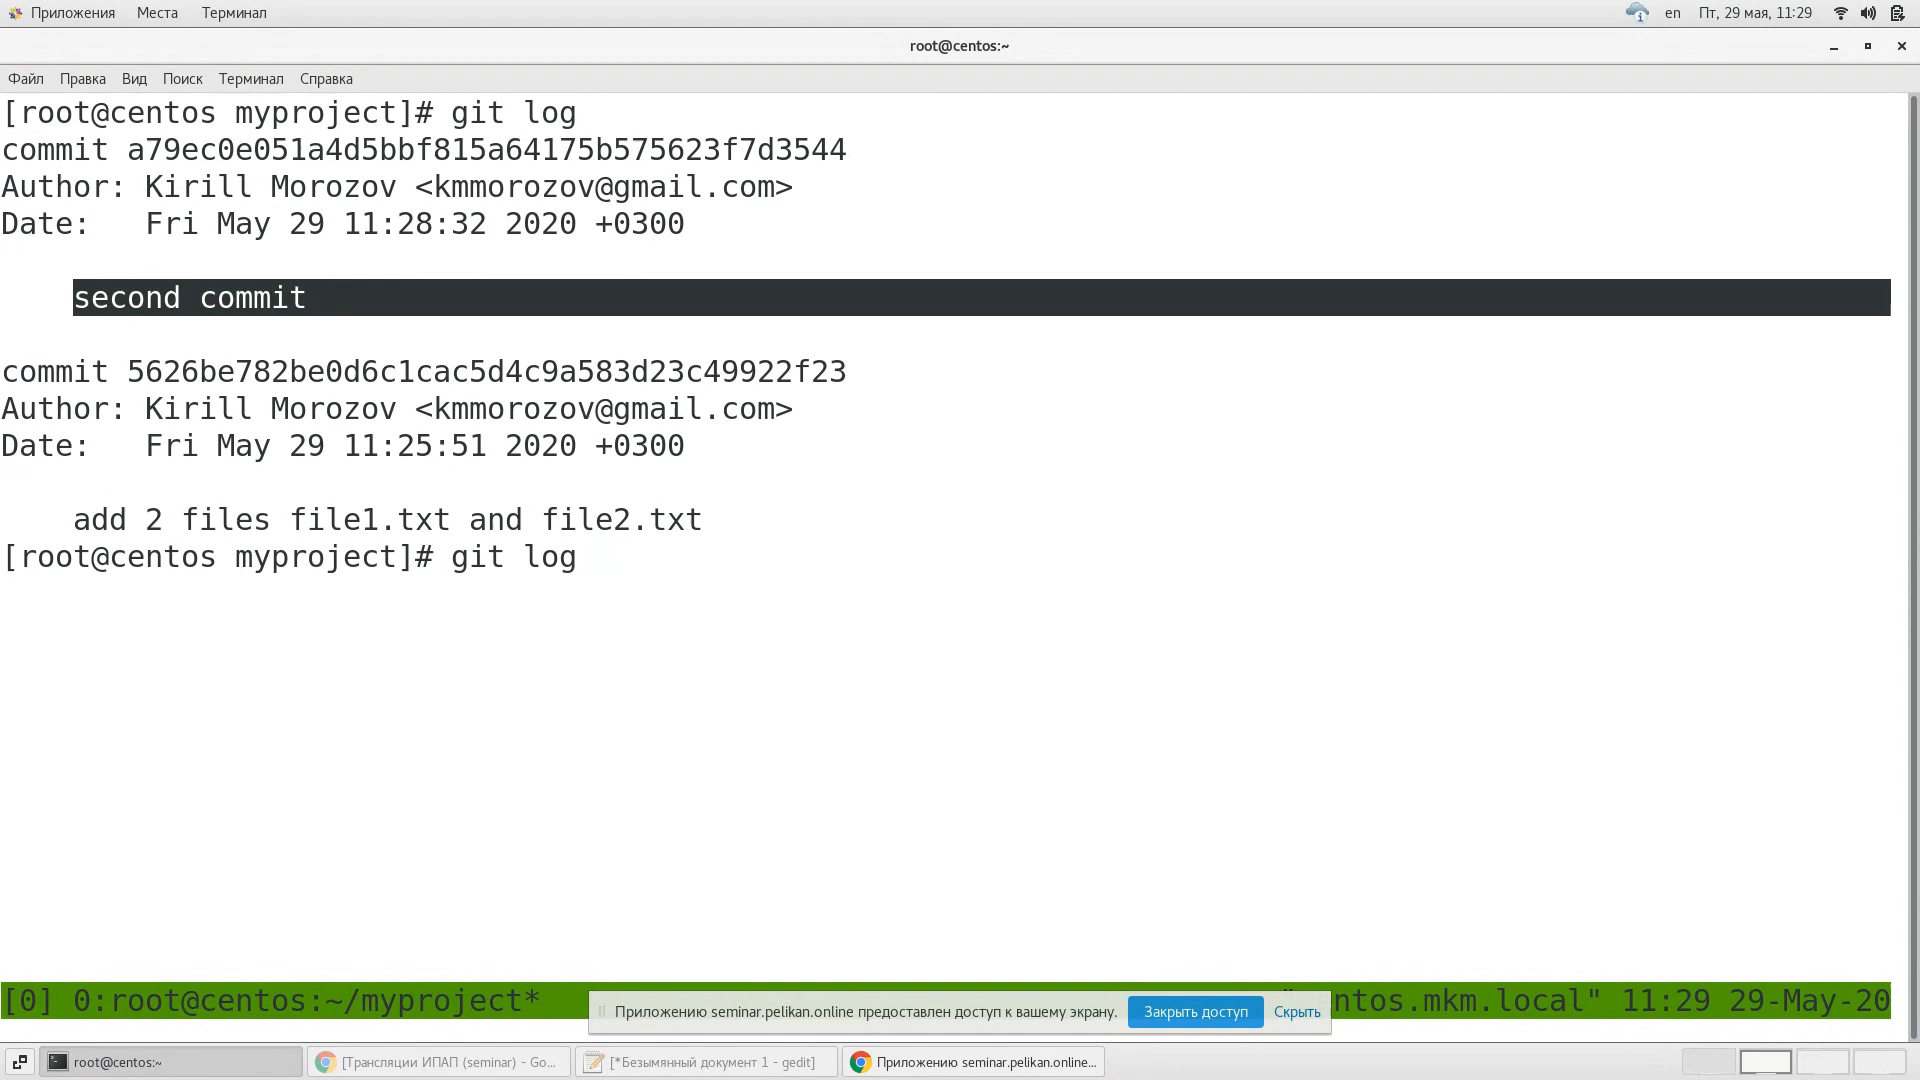 Приложения Места Терминал en Пт, 29 мая, 11:29
root@centos:~
Файл Правка Вид Поиск Терминал Справка
[root@centos myproject]# git log
commit a79ec0e051a4d5bbf815a64175b575623f7d3544
Author: Kirill Morozov <kmmorozov@gmail.com>
Date:   Fri May 29 11:28:32 2020 +0300
second commit
commit 5626be782be0d6c1cac5d4c9a583d23c49922f23
Author: Kirill Morozov <kmmorozov@gmail.com>
Date:   Fri May 29 11:25:51 2020 +0300
add 2 files file1.txt and file2.txt
[root@centos myproject]# git log
[0] 0:root@centos:~/myproject* ntos.mkm.local" 11:29 29-May-20
Приложению seminar.pelikan.online предоставлен доступ к вашему экрану. Закрыть доступ Скрыть
root@centos:~ [Трансляции ИПАП (seminar) - Go... [*Безымянный документ 1 - gedit] Приложению seminar.pelikan.online...